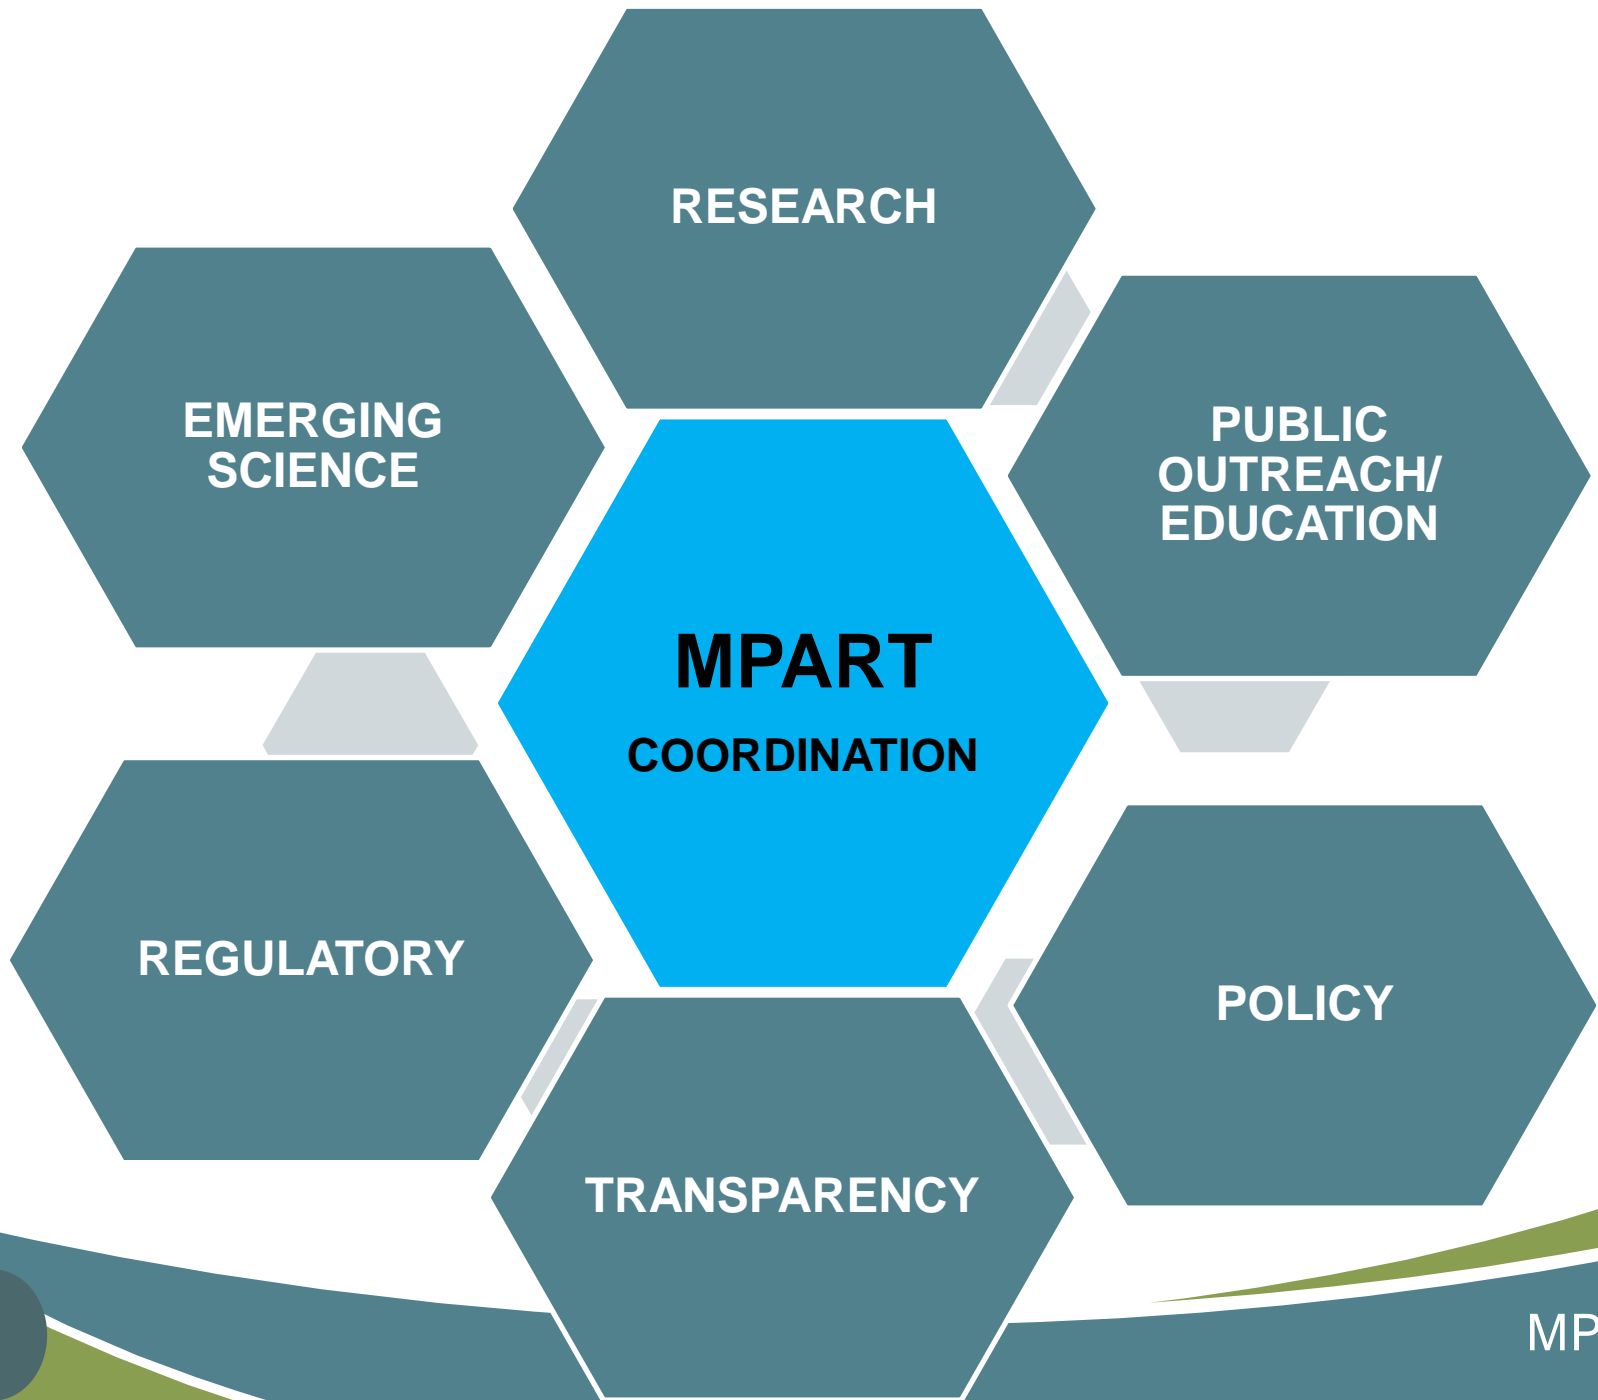 RESEARCH
EMERGING
SCIENCE
PUBLIC
OUTREACH/
EDUCATION
MPART
COORDINATION
REGULATORY
POLICY
TRANSPARENCY
MP